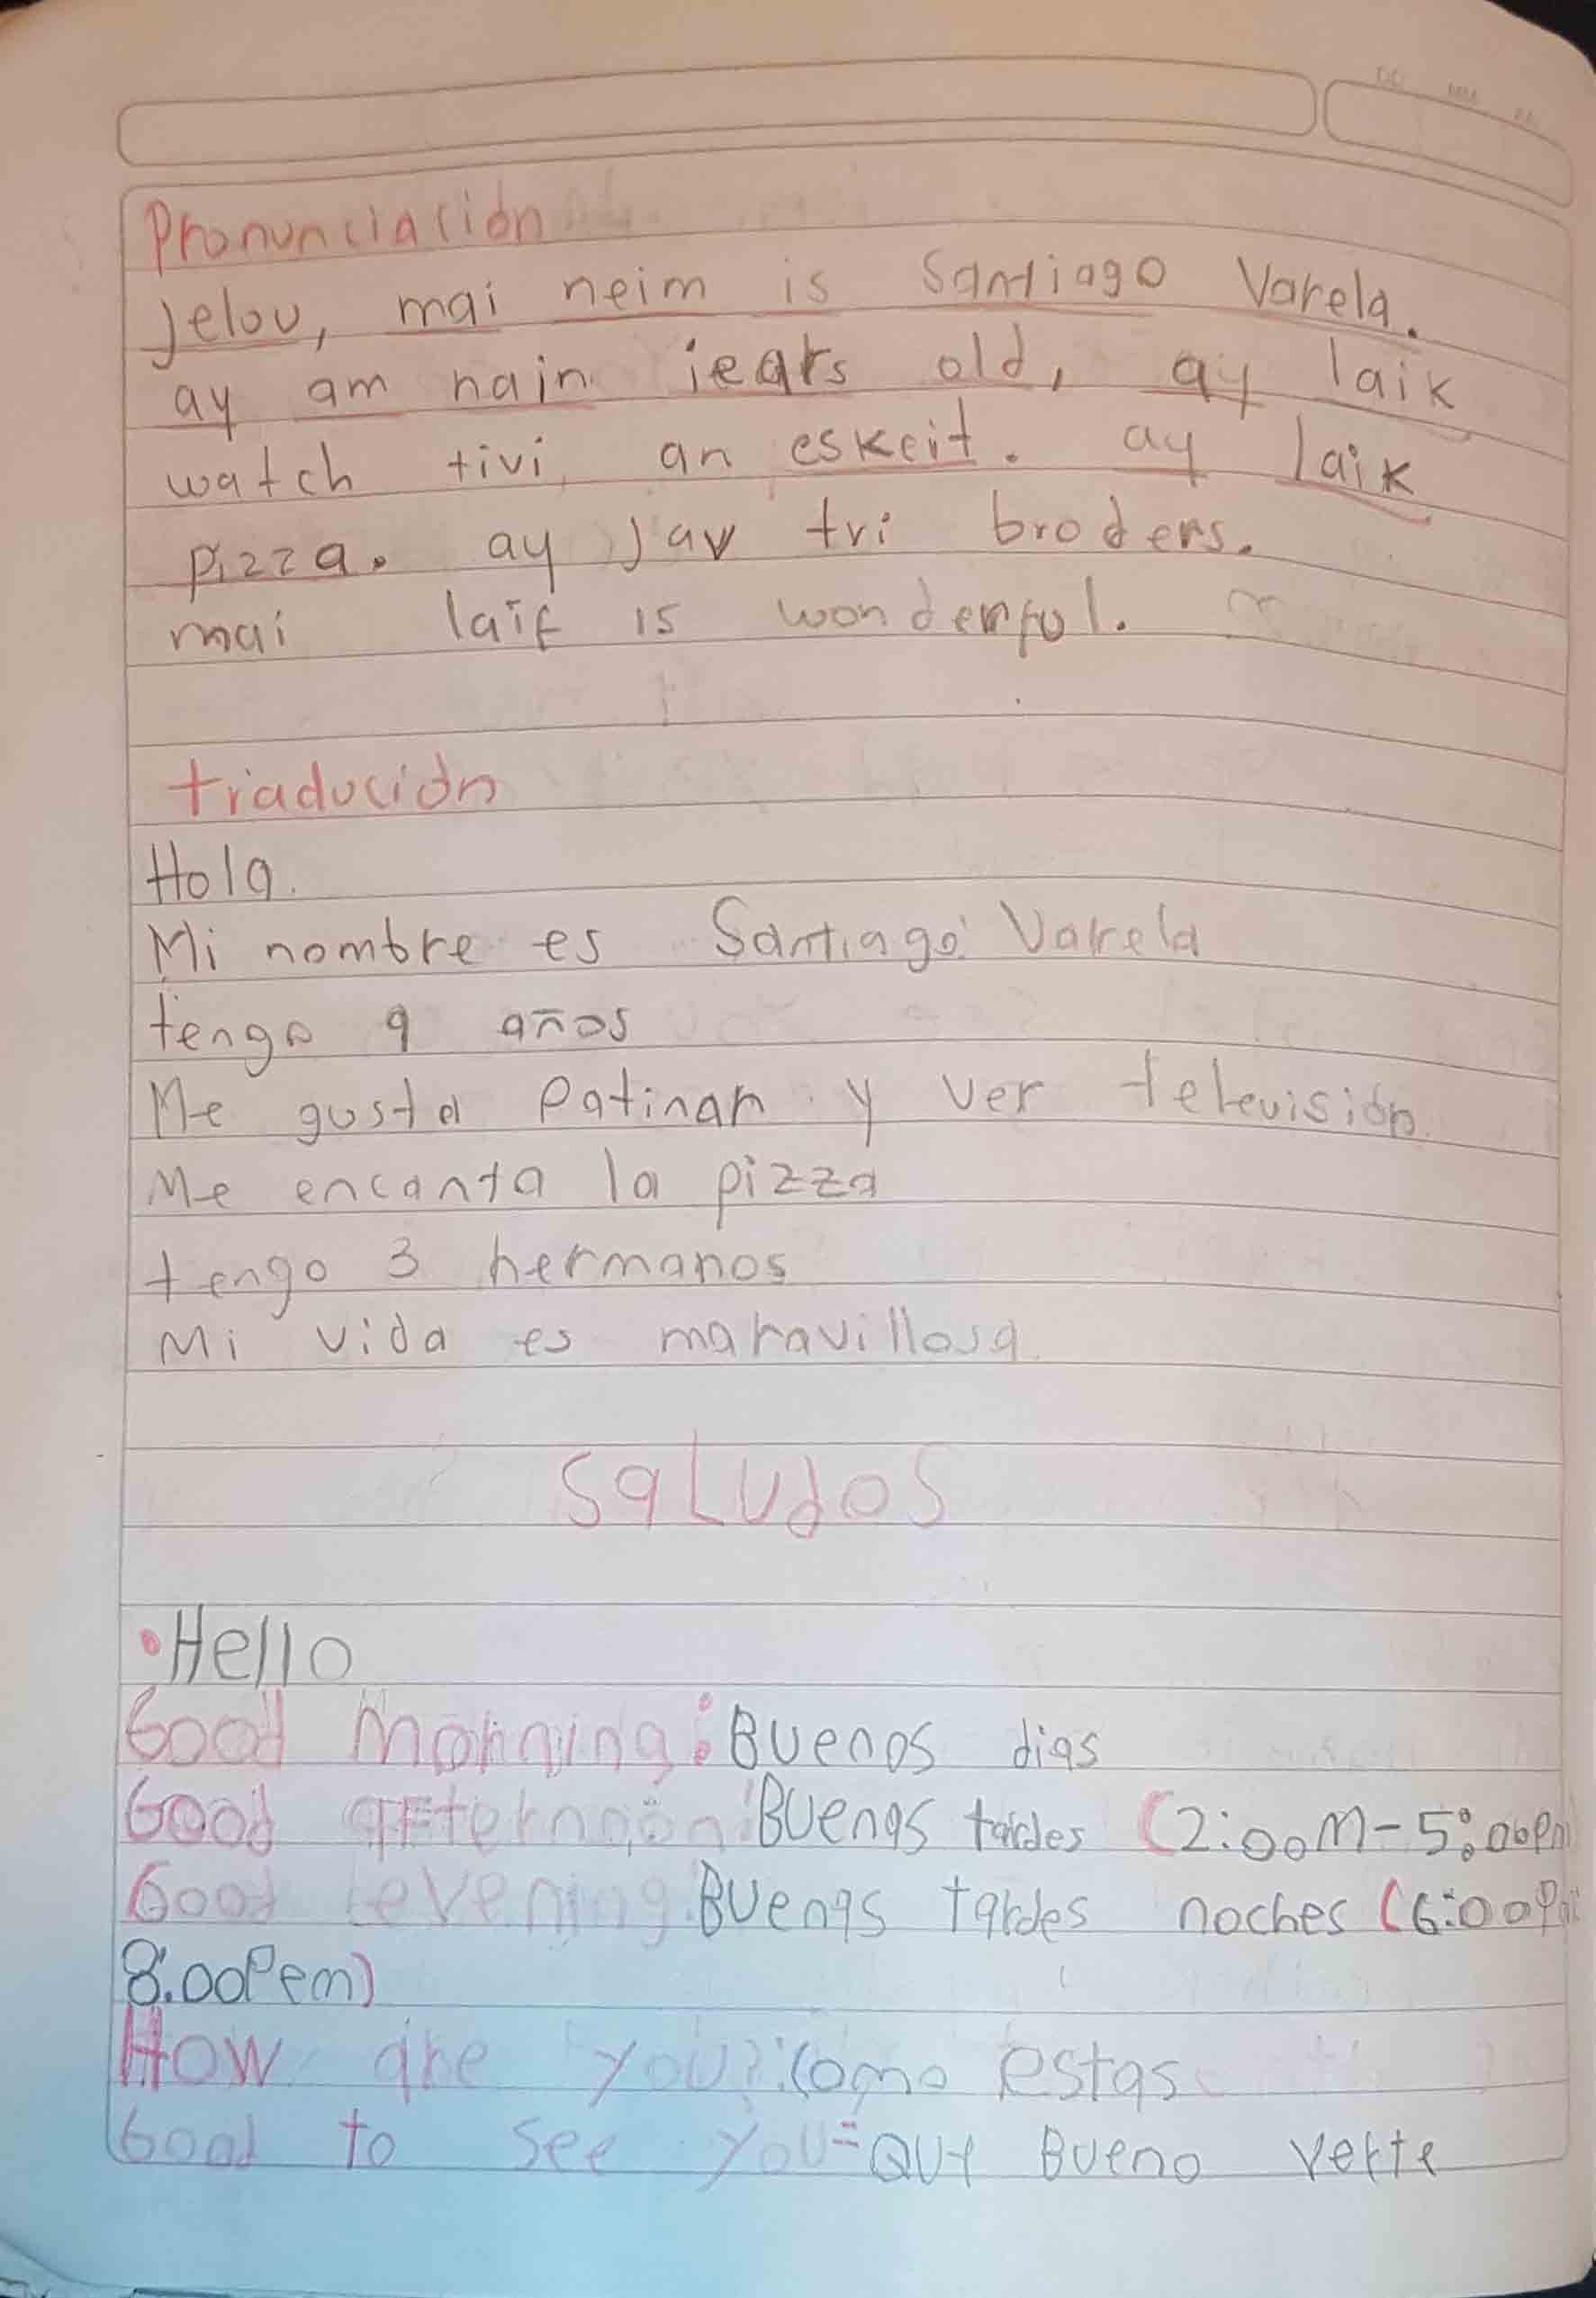 Pronunciación
Jelou, mai neim is Santiago Varela.
ay am nain iears old, ay laik
watch tivi an eskeit. ay laik
pizza. ay jav tri broders.
mai laif is wonderful.
traducción
Hola.
Mi nombre es Santiago Varela
tengo 9 años
Me gusta Patinar y ver televisión.
Me encanta la pizza
tengo 3 hermanos
Mi vida es maravillosa.
SaLudos
•Hello
Good Morning: Buenos dias
Good aFternoon: Buenas tardes (2:00M-5:00Pm
Good evening: Buenas tardes noches (6:00Pm
8.00Pem)
How are you?: Como estas
Good to see you= QUE Bueno verte